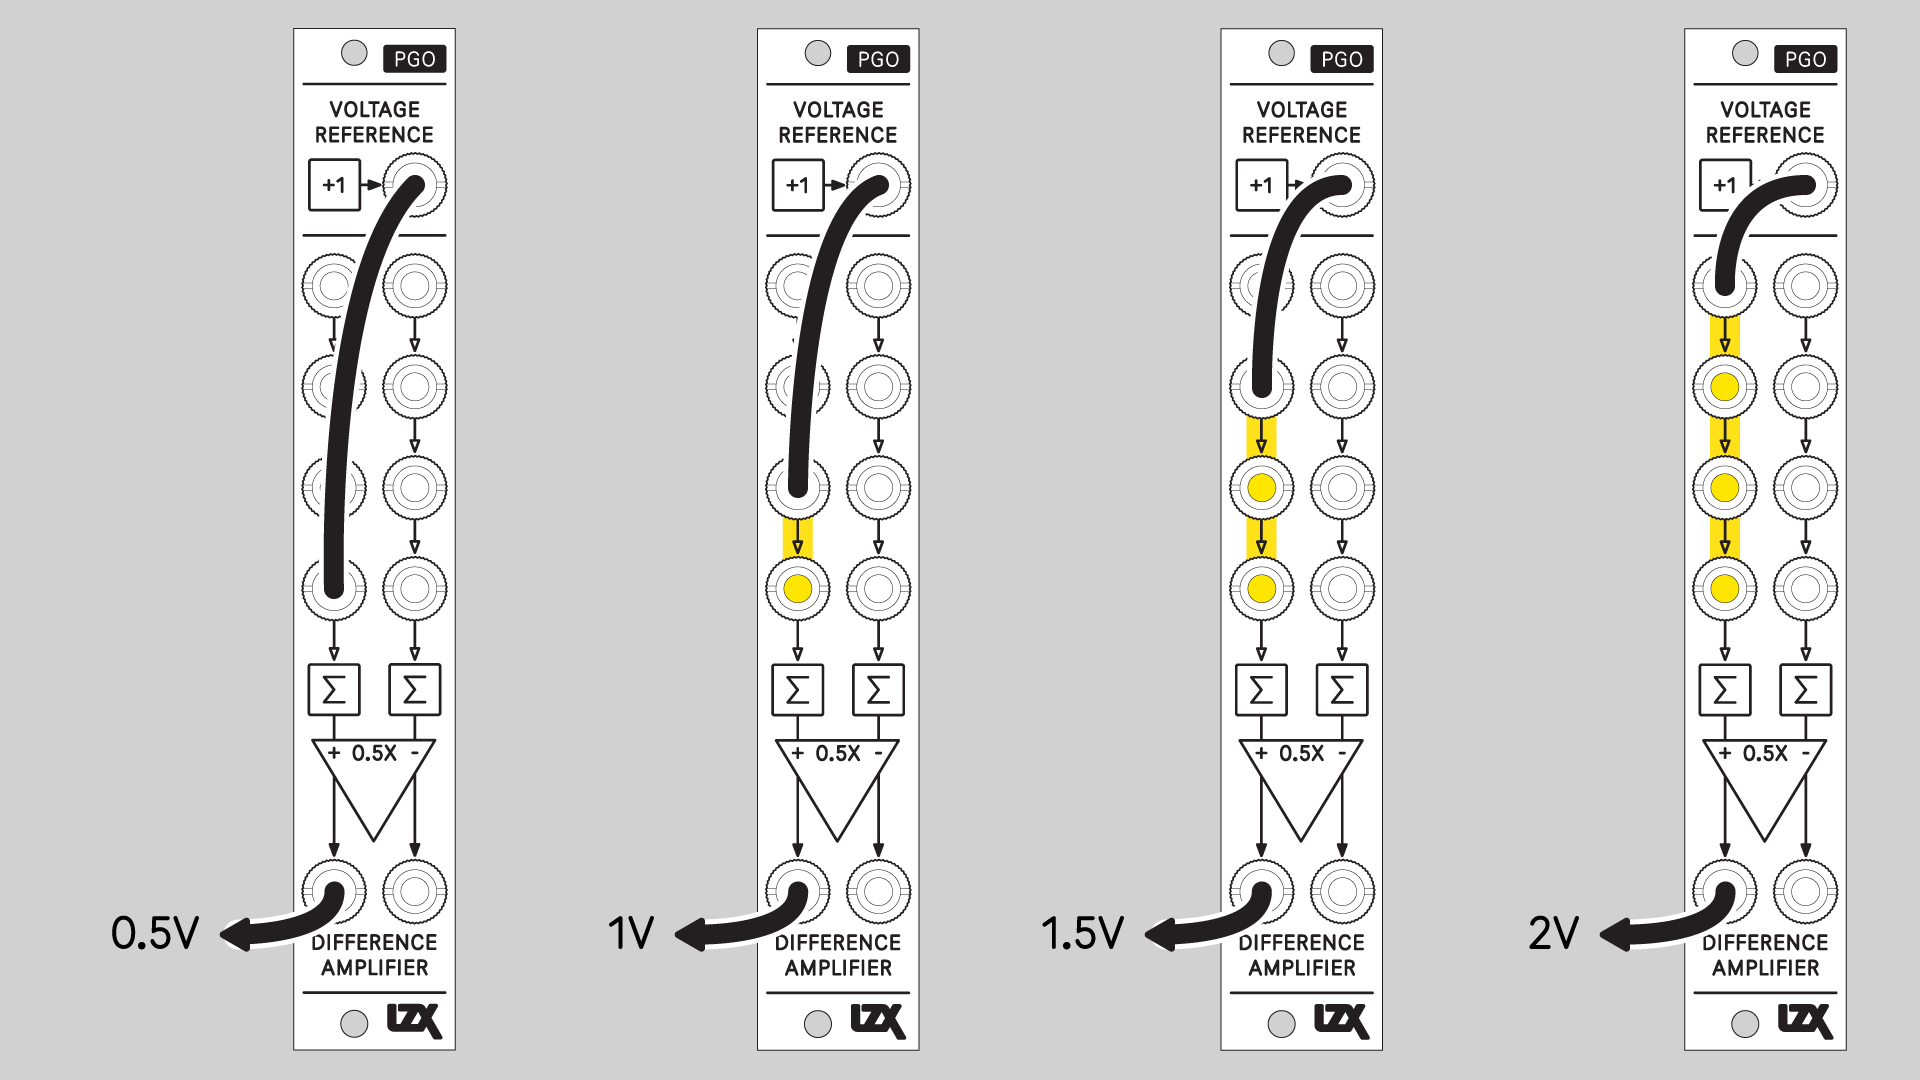 PGO
VOLTAGE
REFERENCE
+1
Σ Σ
+ 0.5X -
0.5V
DIFFERENCE
AMPLIFIER
LZX
PGO
VOLTAGE
REFERENCE
+1
Σ Σ
+ 0.5X -
1V
DIFFERENCE
AMPLIFIER
LZX
PGO
VOLTAGE
REFERENCE
+1
Σ Σ
+ 0.5X -
1.5V
DIFFERENCE
AMPLIFIER
LZX
PGO
VOLTAGE
REFERENCE
+1
Σ Σ
+ 0.5X -
2V
DIFFERENCE
AMPLIFIER
LZX